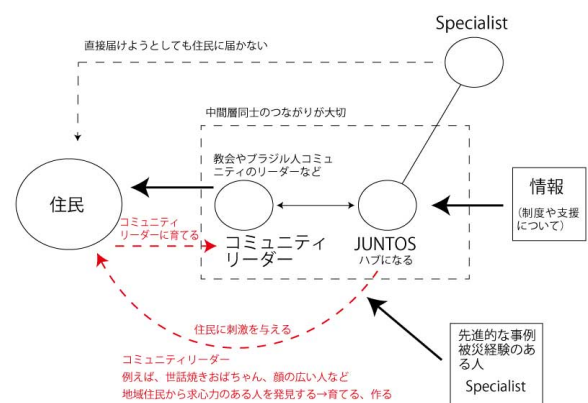 Specialist
直接届けようとしても住民に届かない
中間層同士のつながりが大切
教会やブラジル人コミュ
ニティのリーダーなど
住民
情報
(制度や支援
について)
コミュニティ
リーダーに育てる
コミュニティ
リーダー
JUNTOS
ハブになる
住民に刺激を与える
先進的な事例
被災経験のあ
る人
Specialist
コミュニティリーダー
例えば、世話焼きおばちゃん、顔の広い人など
地域住民から求心力のある人を発見する→育てる、作る